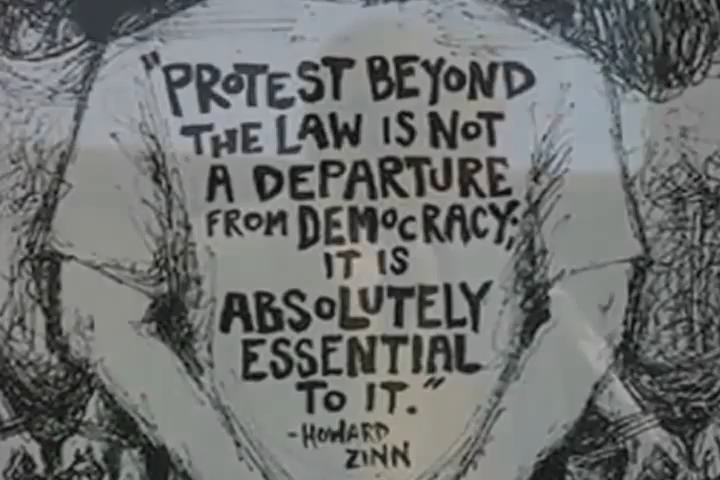 "PROTEST BEYOND
THE LAW IS NOT
A DEPARTURE
FROM DEMOCRACY;
IT IS
ABSOLUTELY
ESSENTIAL
TO IT."
-HOWARD
ZINN